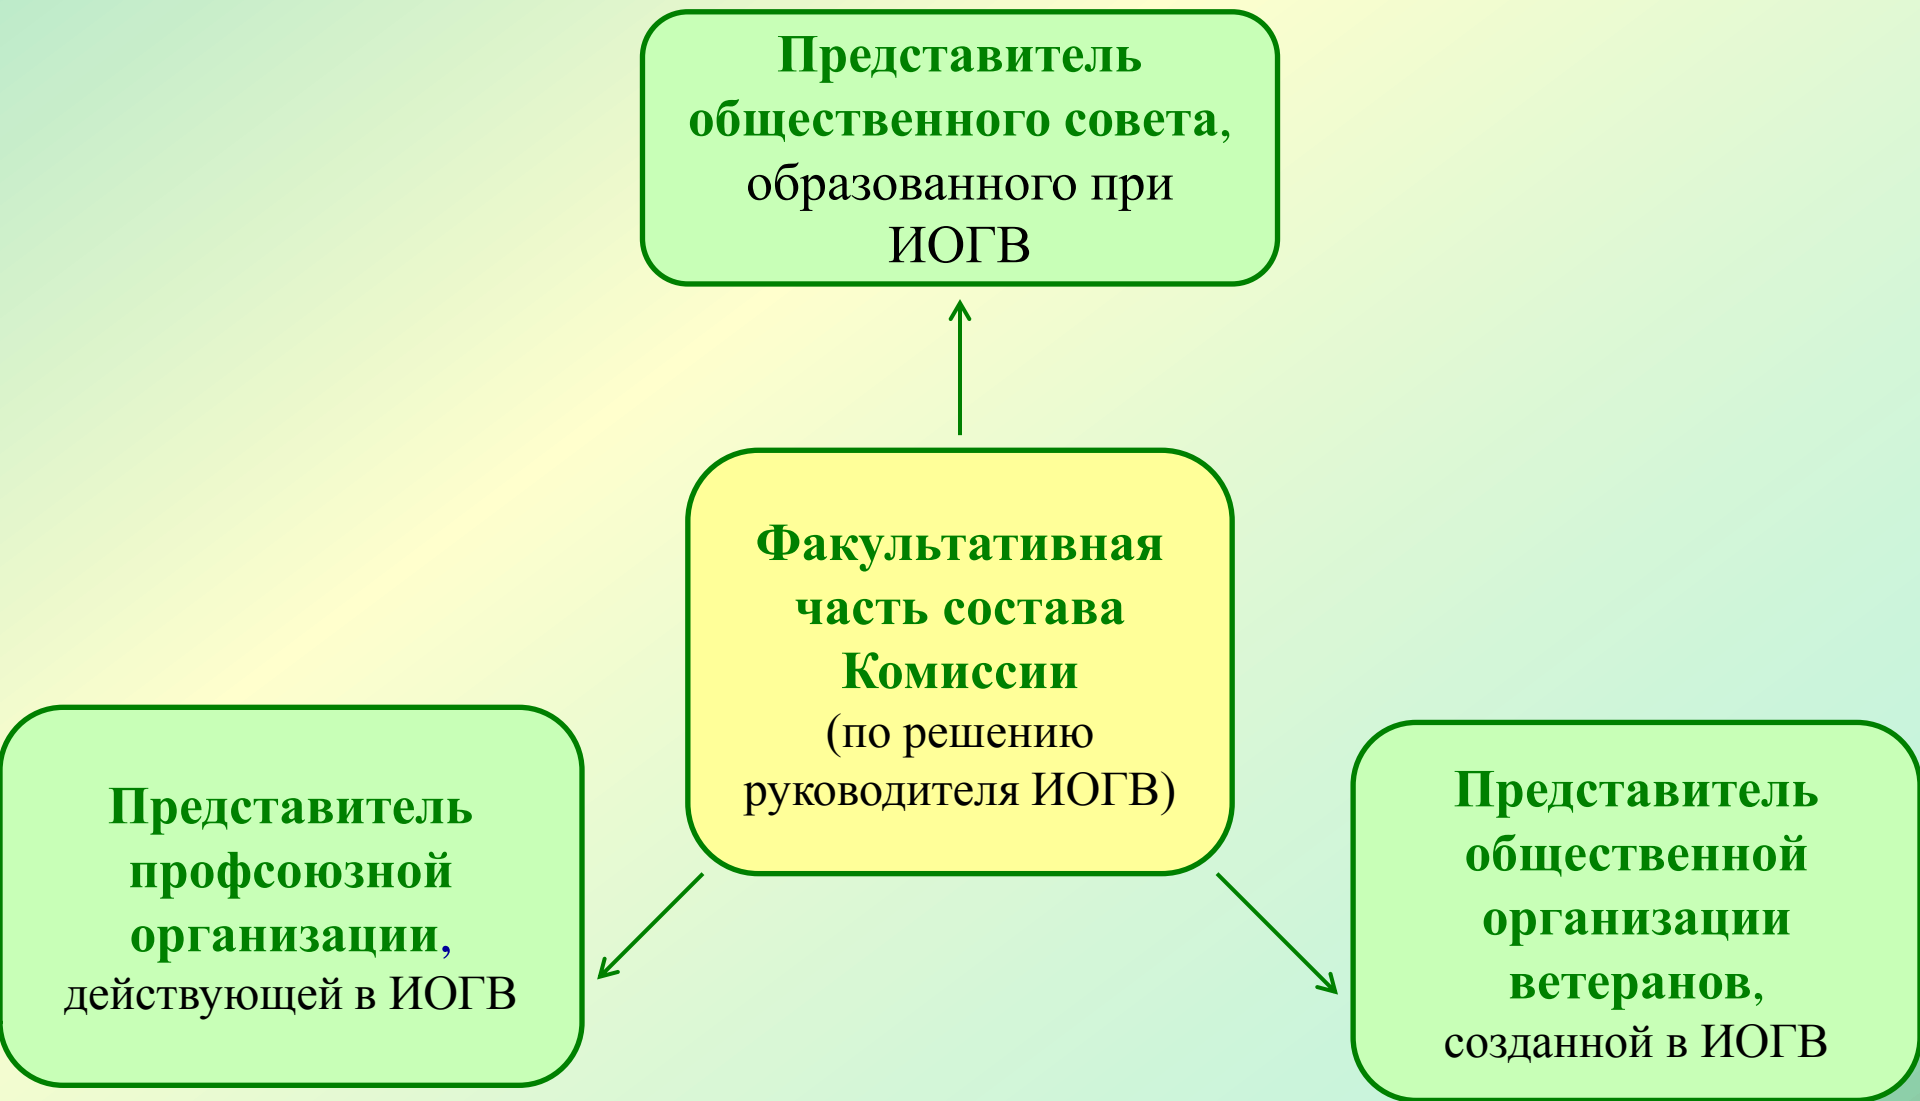 Представитель
общественного совета,
образованного при
ИОГВ
Факультативная
часть состава
Комиссии
(по решению
руководителя ИОГВ)
Представитель
профсоюзной
организации,
действующей в ИОГВ
Представитель
общественной
организации
ветеранов,
созданной в ИОГВ